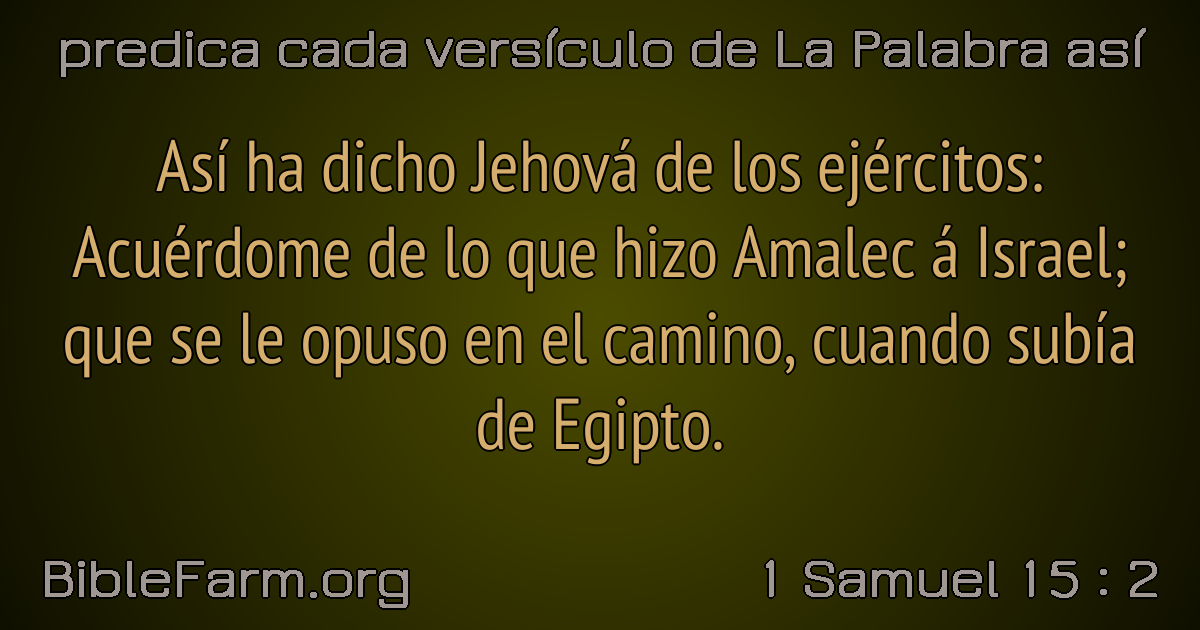 predica cada versículo de La Palabra así
Así ha dicho Jehová de los ejércitos:
Acuérdome de lo que hizo Amalec á Israel;
que se le opuso en el camino, cuando subía
de Egipto.
BibleFarm.org
1 Samuel 15 : 2